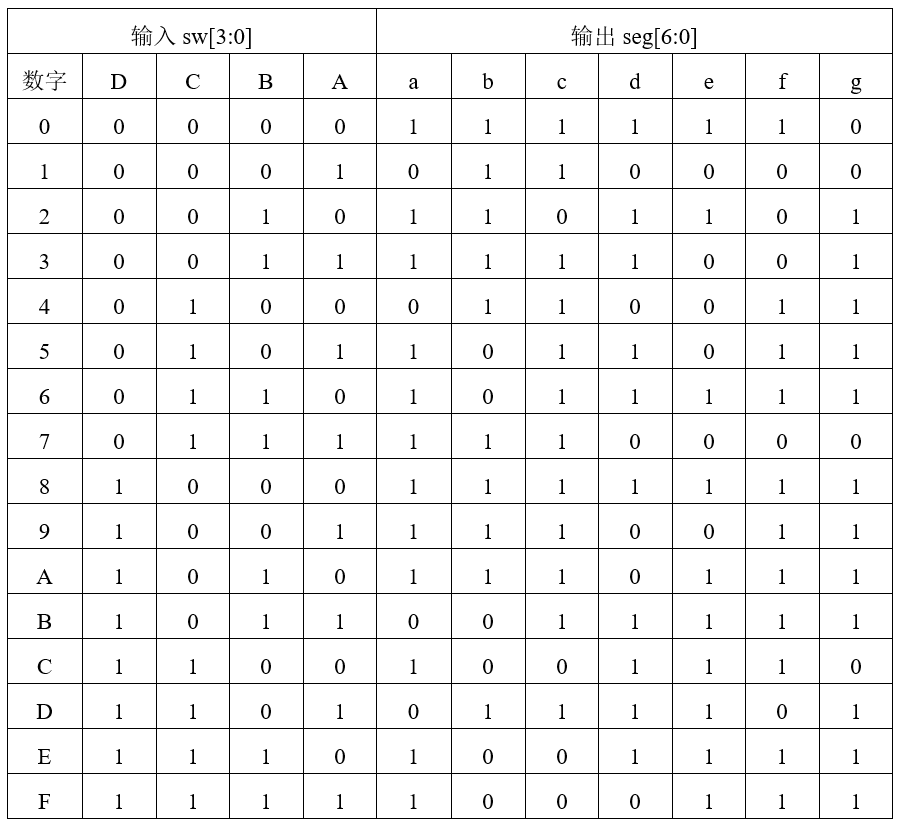 输入 sw[3:0] 输出 seg[6:0]
数字 D C B A a b c d e f g
0 0 0 0 0 1 1 1 1 1 1 0
1 0 0 0 1 0 1 1 0 0 0 0
2 0 0 1 0 1 1 0 1 1 0 1
3 0 0 1 1 1 1 1 1 0 0 1
4 0 1 0 0 0 1 1 0 0 1 1
5 0 1 0 1 1 0 1 1 0 1 1
6 0 1 1 0 1 0 1 1 1 1 1
7 0 1 1 1 1 1 1 0 0 0 0
8 1 0 0 0 1 1 1 1 1 1 1
9 1 0 0 1 1 1 1 0 0 1 1
A 1 0 1 0 1 1 1 0 1 1 1
B 1 0 1 1 0 0 1 1 1 1 1
C 1 1 0 0 1 0 0 1 1 1 0
D 1 1 0 1 0 1 1 1 1 0 1
E 1 1 1 0 1 0 0 1 1 1 1
F 1 1 1 1 1 0 0 0 1 1 1